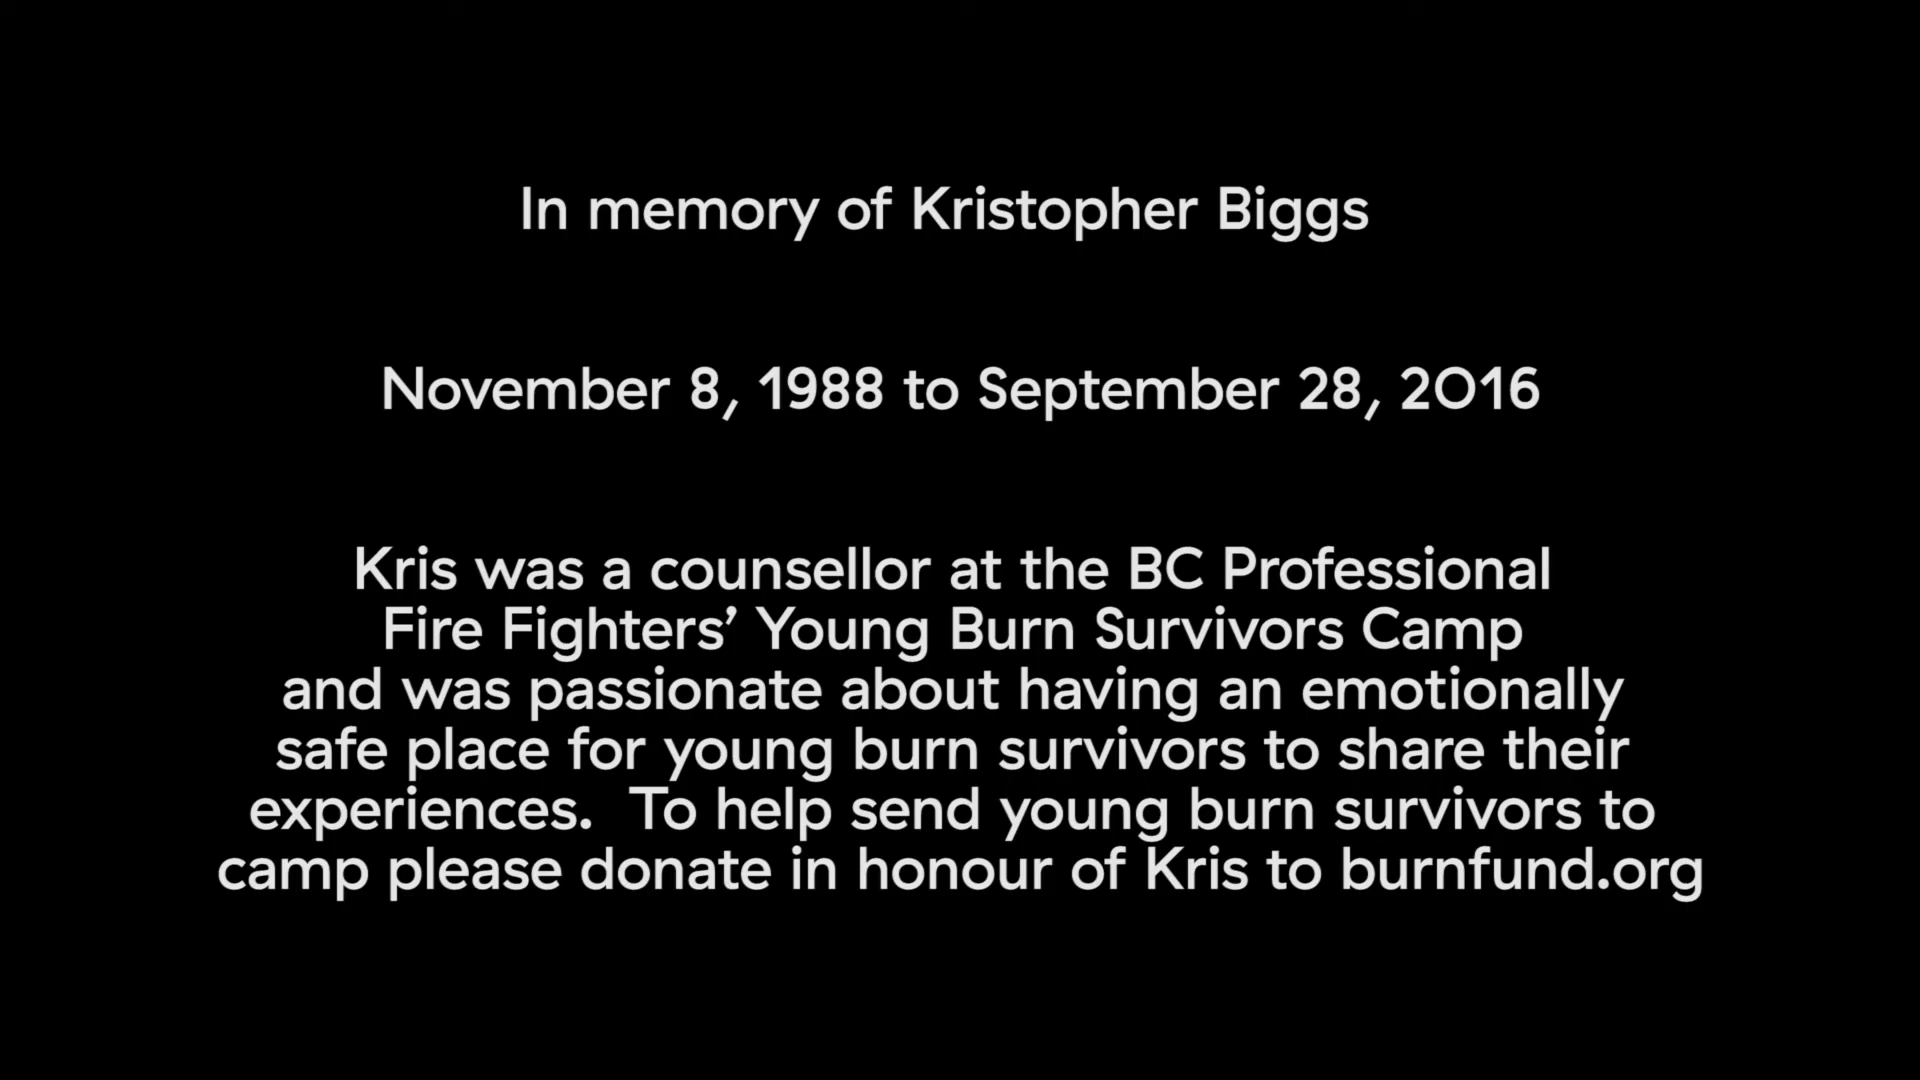 In memory of Kristopher Biggs
November 8, 1988 to September 28, 2016
Kris was a counsellor at the BC Professional
Fire Fighters’ Young Burn Survivors Camp
and was passionate about having an emotionally
safe place for young burn survivors to share their
experiences.  To help send young burn survivors to
camp please donate in honour of Kris to burnfund.org